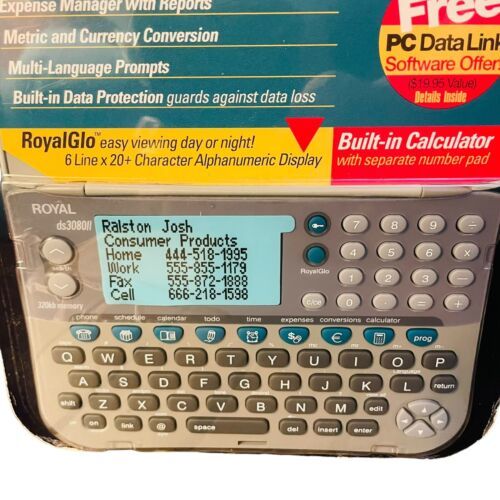 Expense Manager With Reports
Metric and Currency Conversion
Multi-Language Prompts
Built-in Data Protection guards against data loss
Free
PC Data Link
Software Offer
($19.95 Value)
Details Inside
RoyalGlo™ easy viewing day or night!
6 Line x 20+ Character Alphanumeric Display
Built-in Calculator
with separate number pad
ROYAL
ds3080II
Ralston Josh
Consumer Products
Home 444-518-1995
Work 555-855-1179
Fax 555-872-1888
Cell 666-218-1598
search
320kb memory
RoyalGlo
7 8 9 ÷
4 5 6 x
1 2 3 -
c/ce 0 . = +
phone schedule calendar todo time expenses conversions calculator
$ € prog
Q W E R T Y U I O P
A S D F G H J K L return
Language
shift Z X C V B N M edit
on link @ space del insert enter
off